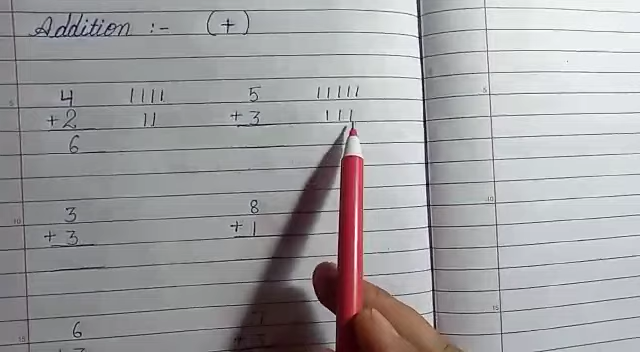 Addition :- (+)
4 1111 5 11111
+2 11 +3 111
6
3 8
+3 +1
6